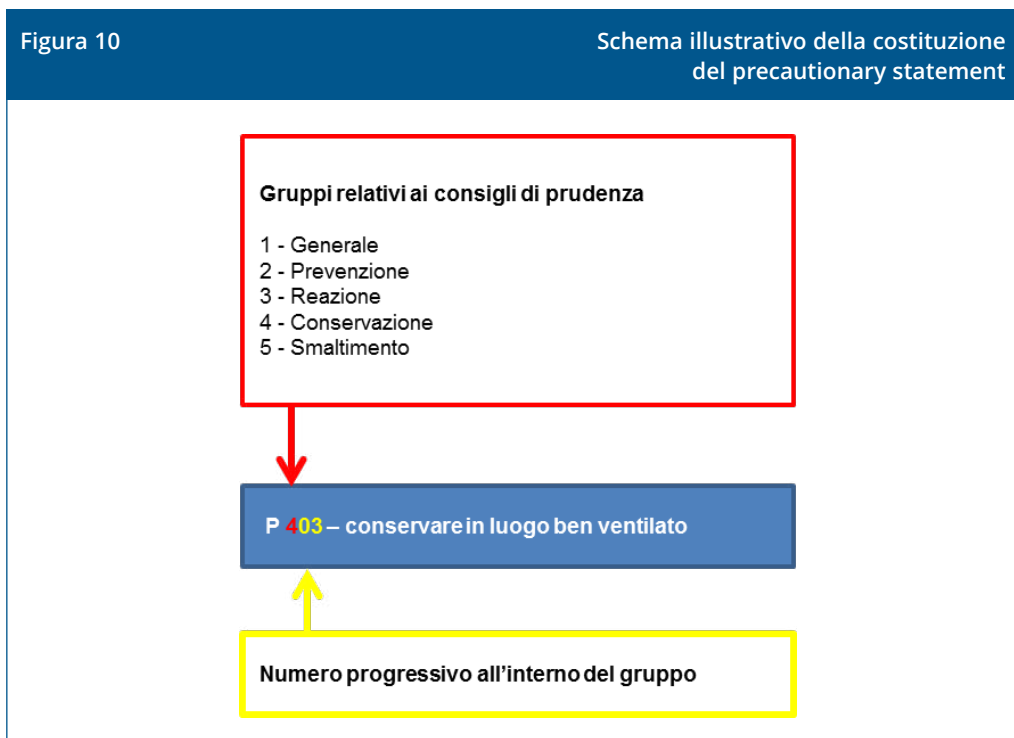 Figura 10
Schema illustrativo della costituzione
del precautionary statement
Gruppi relativi ai consigli di prudenza
1 - Generale
2 - Prevenzione
3 - Reazione
4 - Conservazione
5 - Smaltimento
P 403 – conservare in luogo ben ventilato
Numero progressivo all'interno del gruppo